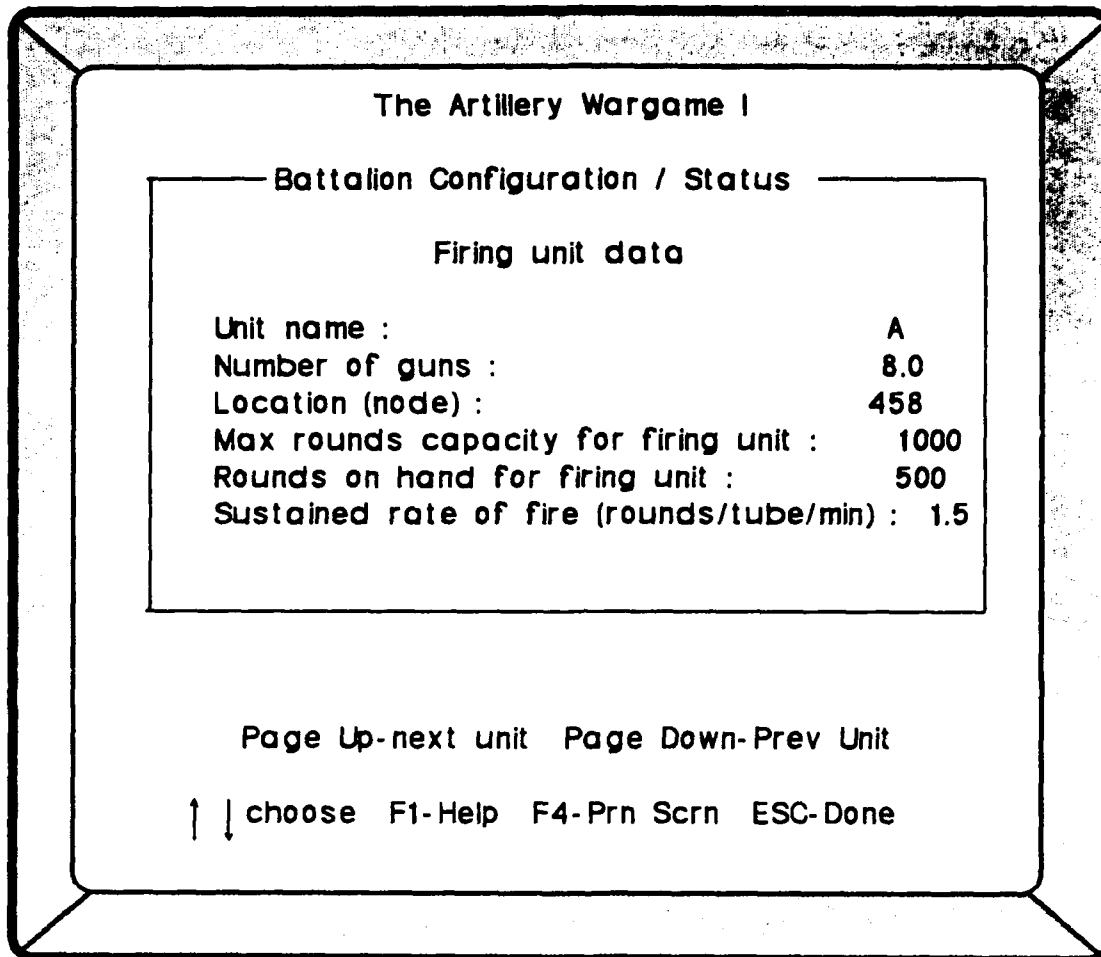 The Artillery Wargame I
Battalion Configuration / Status
Firing unit data
Unit name : A
Number of guns : 8.0
Location (node) : 458
Max rounds capacity for firing unit : 1000
Rounds on hand for firing unit : 500
Sustained rate of fire (rounds/tube/min) : 1.5
Page Up-next unit Page Down-Prev Unit
↑ ↓ choose F1-Help F4-Prn Scrn ESC-Done